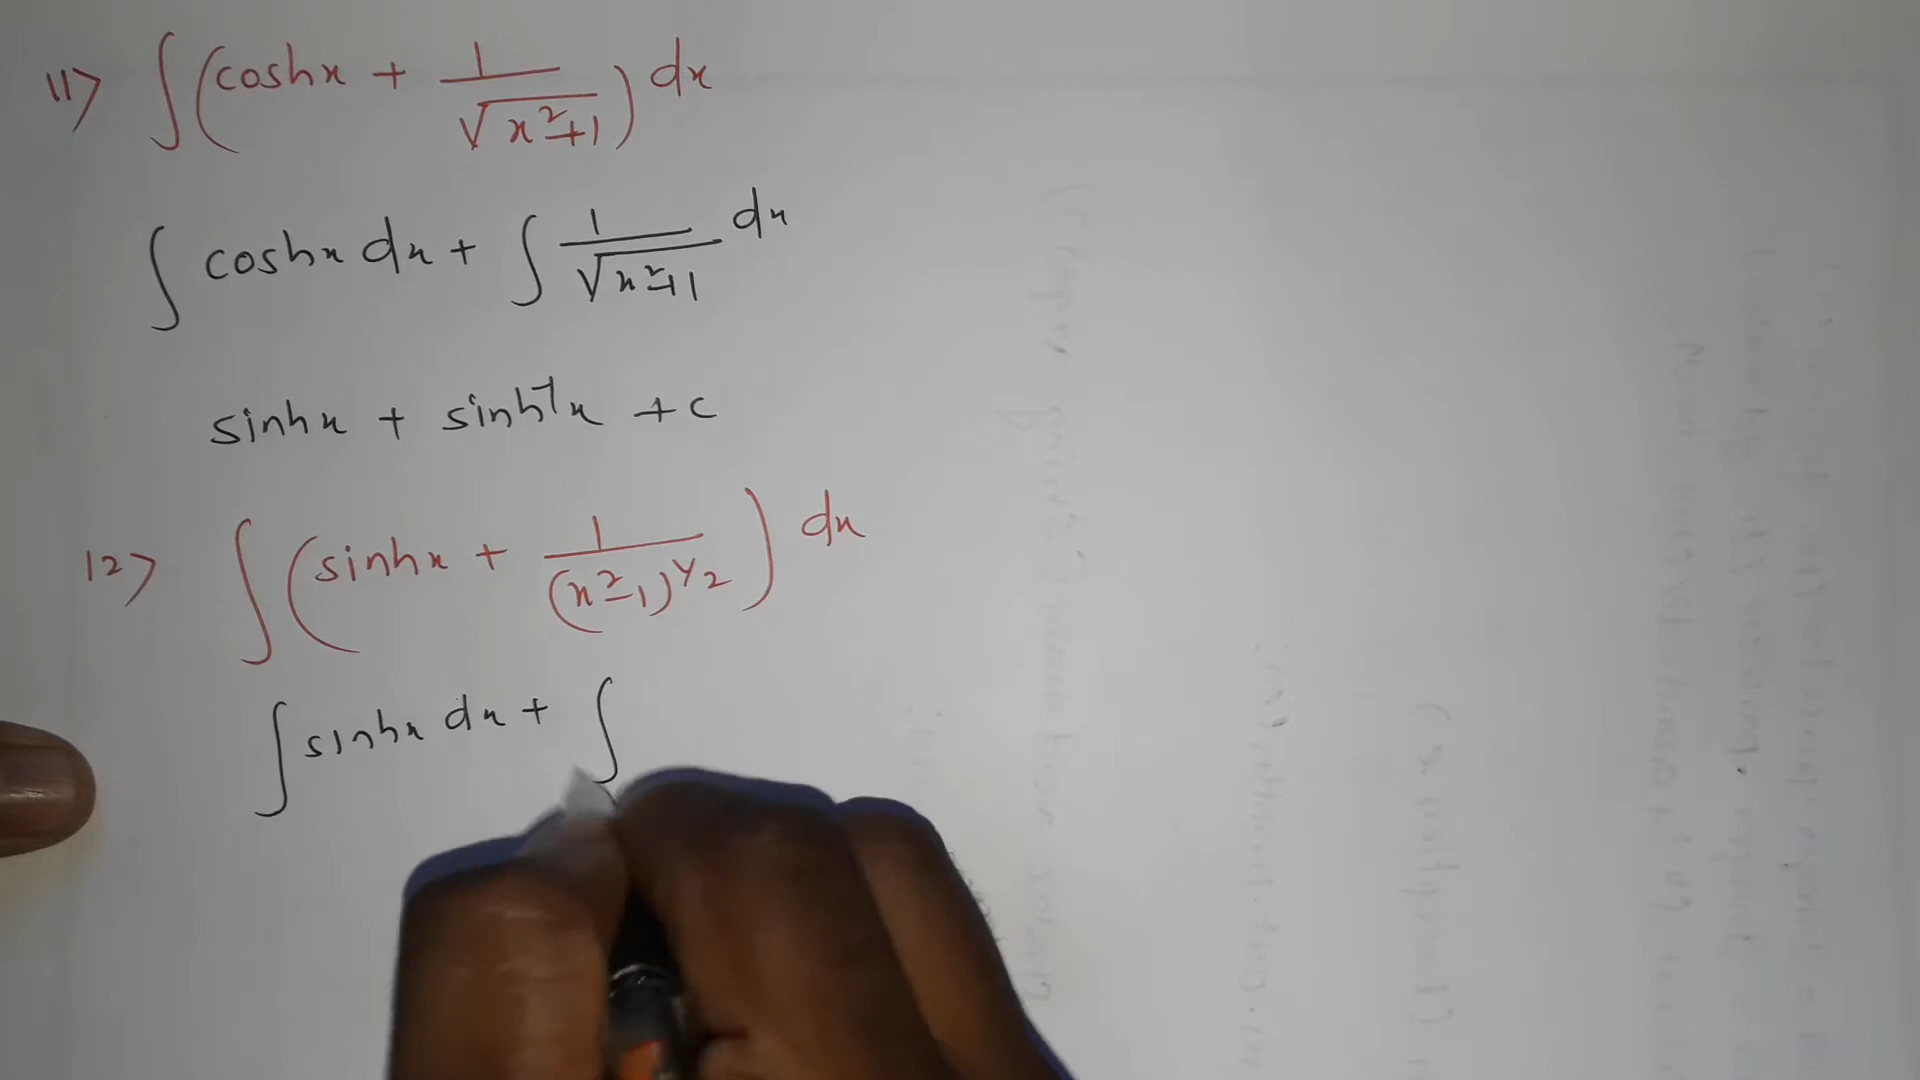 11> ∫(coshx + 1/√(x²+1)) dx
∫ coshx dx + ∫ 1/√(x²+1) dx
sinhx + sinh⁻¹x + c
12> ∫(sinhx + 1/(x²-1)^½) dx
∫ sinhx dx + ∫